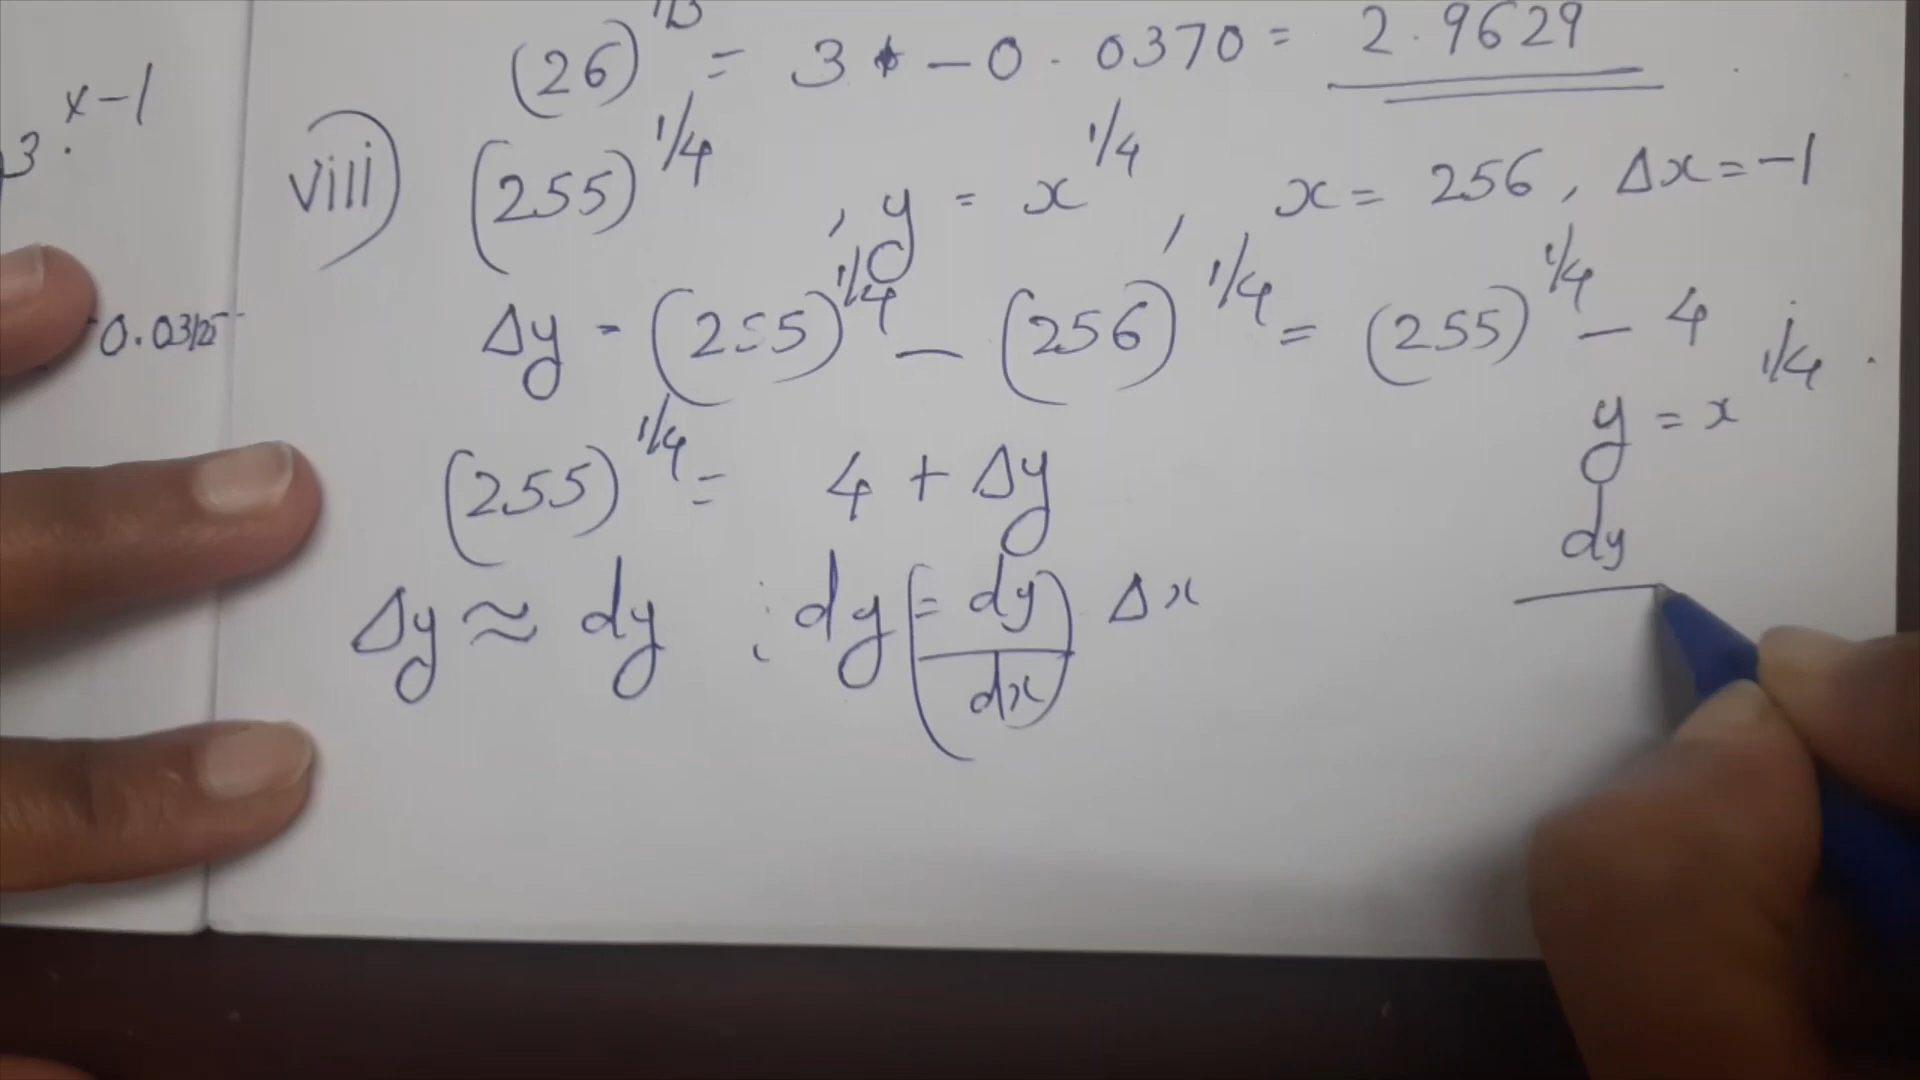 (26)^1/3 = 3 - 0.0370 = 2.9629
3^x-1
viii) (255)^1/4 , y = x^1/4 , x = 256, Δx = -1
Δy = (255)^1/4 - (256)^1/4 = (255)^1/4 - 4 ;
-0.03125
y = x^1/4
(255)^1/4 = 4 + Δy
dy
Δy ≈ dy ; dy = (dy/dx) Δx